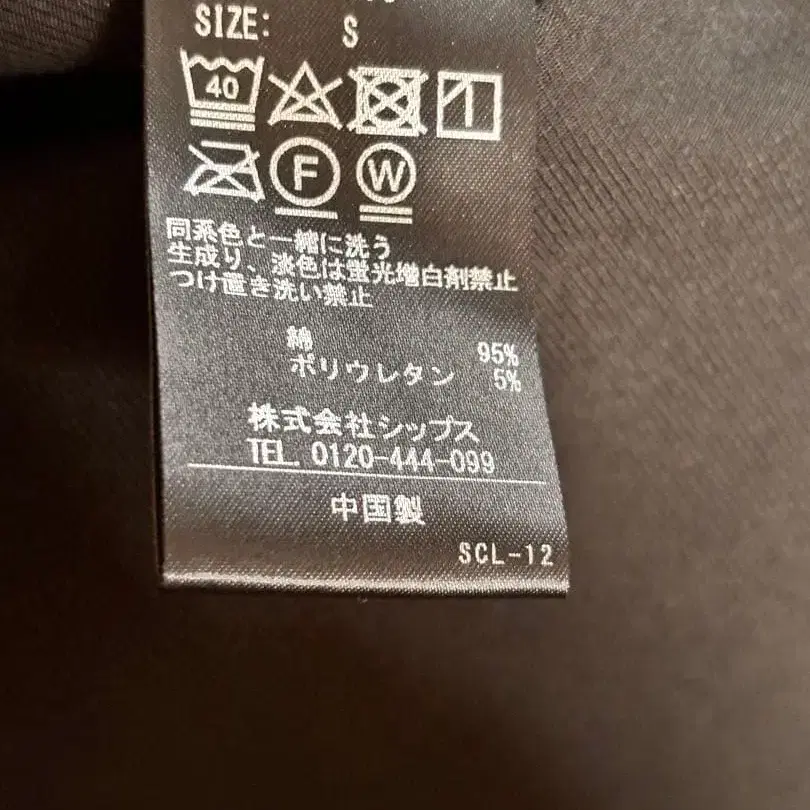 SIZE: S
40
F W
同系色と一緒に洗う
生成り、淡色は蛍光増白剤禁止
つけ置き洗い禁止
綿 95%
ポリウレタン 5%
株式会社シップス
TEL. 0120-444-099
中国製
SCL-12